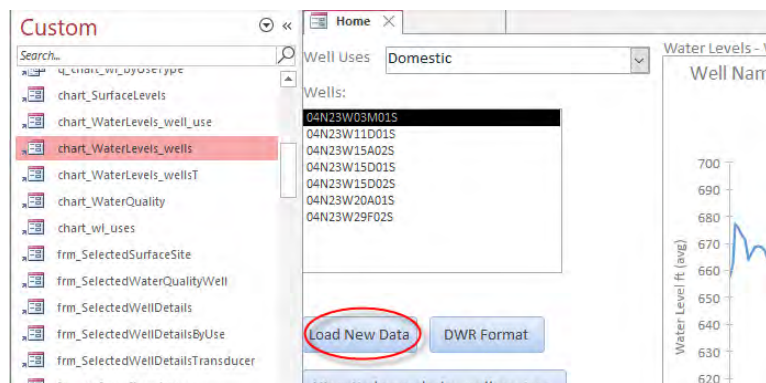 Custom
Search...
q_chart_wl_byUseType
chart_SurfaceLevels
chart_WaterLevels_well_use
chart_WaterLevels_wells
chart_WaterLevels_wellsT
chart_WaterQuality
chart_wl_uses
frm_SelectedSurfaceSite
frm_SelectedWaterQualityWell
frm_SelectedWellDetails
frm_SelectedWellDetailsByUse
frm_SelectedWellDetailsTransducer
Home
Well Uses Domestic
Wells:
04N23W03M01S
04N23W11D01S
04N23W15A02S
04N23W15D01S
04N23W15D02S
04N23W20A01S
04N23W29F02S
Load New Data DWR Format
Water Levels -
Well Nam
Water Level ft (avg)
700
690
680
670
660
650
640
630
620